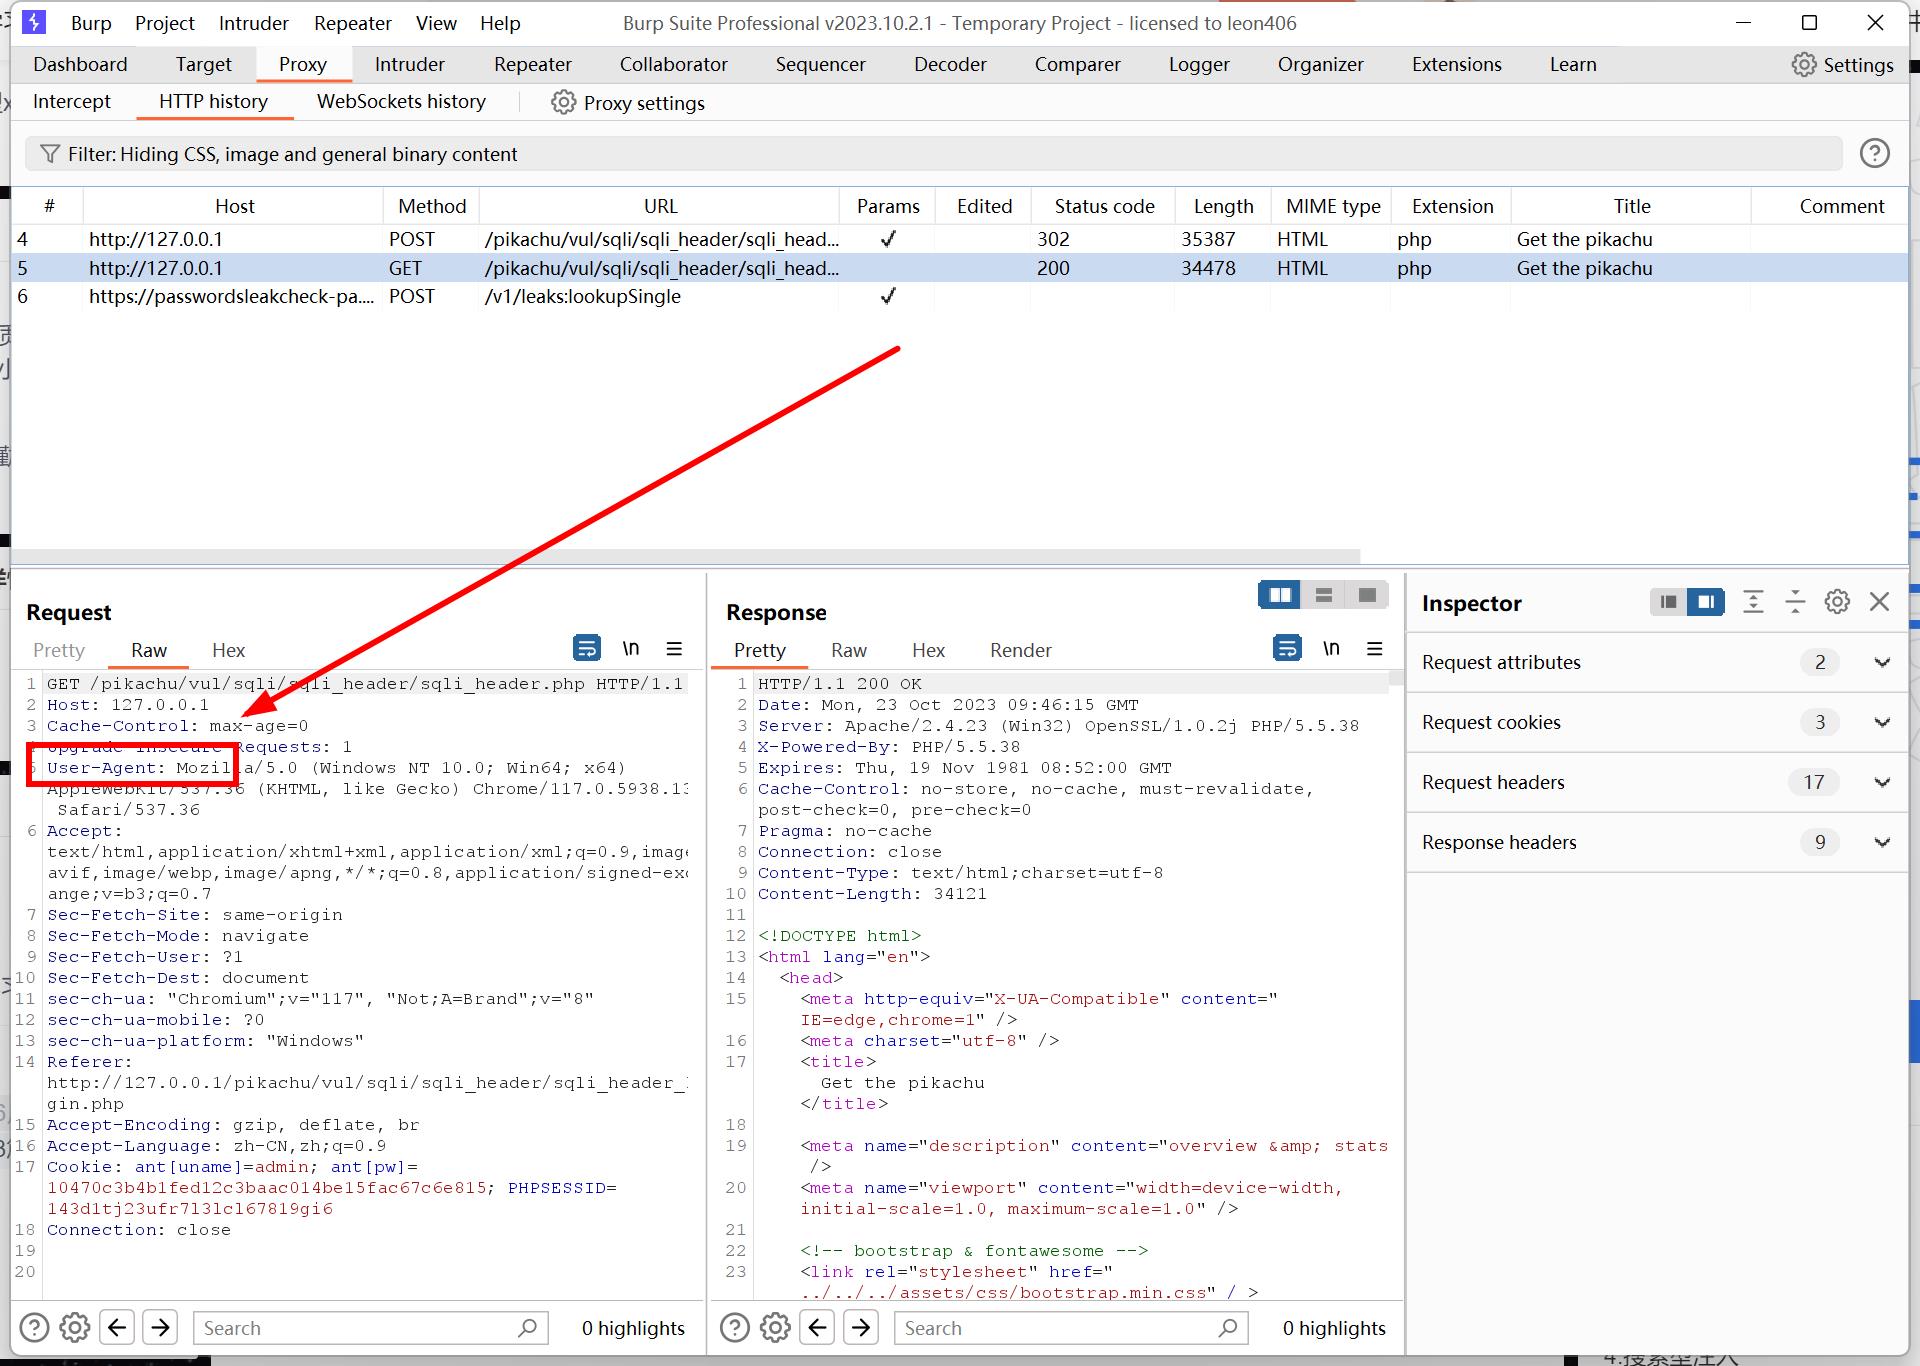 Burp Project Intruder Repeater View Help Burp Suite Professional v2023.10.2.1 - Temporary Project - licensed to leon406
Dashboard Target Proxy Intruder Repeater Collaborator Sequencer Decoder Comparer Logger Organizer Extensions Learn Settings
Intercept HTTP history WebSockets history Proxy settings
Filter: Hiding CSS, image and general binary content
# Host Method URL Params Edited Status code Length MIME type Extension Title Comment
4 http://127.0.0.1 POST /pikachu/vul/sqli/sqli_header/sqli_head... ✓ 302 35387 HTML php Get the pikachu
5 http://127.0.0.1 GET /pikachu/vul/sqli/sqli_header/sqli_head... 200 34478 HTML php Get the pikachu
6 https://passwordsleakcheck-pa.... POST /v1/leaks:lookupSingle ✓
Request
Pretty Raw Hex \n
1 GET /pikachu/vul/sqli/sqli_header/sqli_header.php HTTP/1.1
2 Host: 127.0.0.1
3 Cache-Control: max-age=0
4 Upgrade-Insecure-Requests: 1
5 User-Agent: Mozilla/5.0 (Windows NT 10.0; Win64; x64)
AppleWebKit/537.36 (KHTML, like Gecko) Chrome/117.0.5938.13
Safari/537.36
6 Accept:
text/html,application/xhtml+xml,application/xml;q=0.9,image
avif,image/webp,image/apng,*/*;q=0.8,application/signed-exc
ange;v=b3;q=0.7
7 Sec-Fetch-Site: same-origin
8 Sec-Fetch-Mode: navigate
9 Sec-Fetch-User: ?1
10 Sec-Fetch-Dest: document
11 sec-ch-ua: "Chromium";v="117", "Not;A=Brand";v="8"
12 sec-ch-ua-mobile: ?0
13 sec-ch-ua-platform: "Windows"
14 Referer:
http://127.0.0.1/pikachu/vul/sqli/sqli_header/sqli_header_
gin.php
15 Accept-Encoding: gzip, deflate, br
16 Accept-Language: zh-CN,zh;q=0.9
17 Cookie: ant[uname]=admin; ant[pw]=
10470c3b4b1fed12c3baac014be15fac67c6e815; PHPSESSID=
143d1tj23ufr7l31cl67819gi6
18 Connection: close
19
20
Search 0 highlights
Response
Pretty Raw Hex Render \n
1 HTTP/1.1 200 OK
2 Date: Mon, 23 Oct 2023 09:46:15 GMT
3 Server: Apache/2.4.23 (Win32) OpenSSL/1.0.2j PHP/5.5.38
4 X-Powered-By: PHP/5.5.38
5 Expires: Thu, 19 Nov 1981 08:52:00 GMT
6 Cache-Control: no-store, no-cache, must-revalidate,
post-check=0, pre-check=0
7 Pragma: no-cache
8 Connection: close
9 Content-Type: text/html;charset=utf-8
10 Content-Length: 34121
11
12 <!DOCTYPE html>
13 <html lang="en">
14 <head>
15 <meta http-equiv="X-UA-Compatible" content="
IE=edge,chrome=1" />
16 <meta charset="utf-8" />
17 <title>
Get the pikachu
</title>
18
19 <meta name="description" content="overview &amp; stats
/>
20 <meta name="viewport" content="width=device-width,
initial-scale=1.0, maximum-scale=1.0" />
21
22 <!-- bootstrap & fontawesome -->
23 <link rel="stylesheet" href="
../../../assets/css/bootstrap.min.css" / >
Search 0 highlights
Inspector
Request attributes 2
Request cookies 3
Request headers 17
Response headers 9
4.搜索型注入